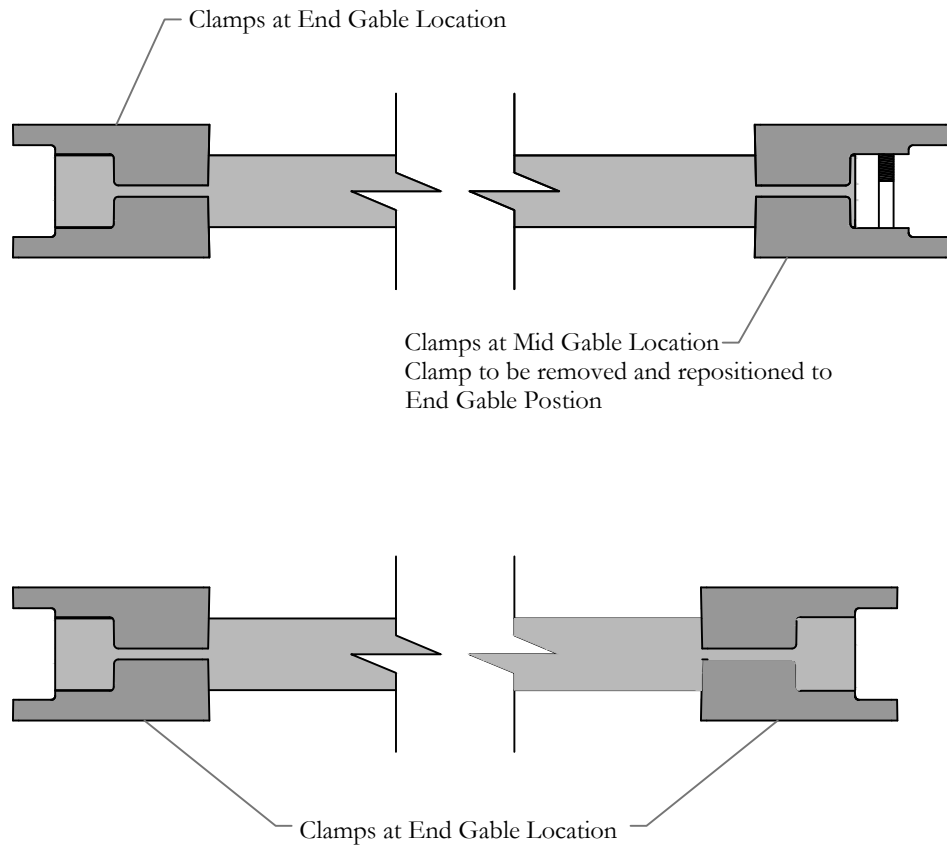 Clamps at End Gable Location
Clamps at Mid Gable Location
Clamp to be removed and repositioned to
End Gable Postion
Clamps at End Gable Location